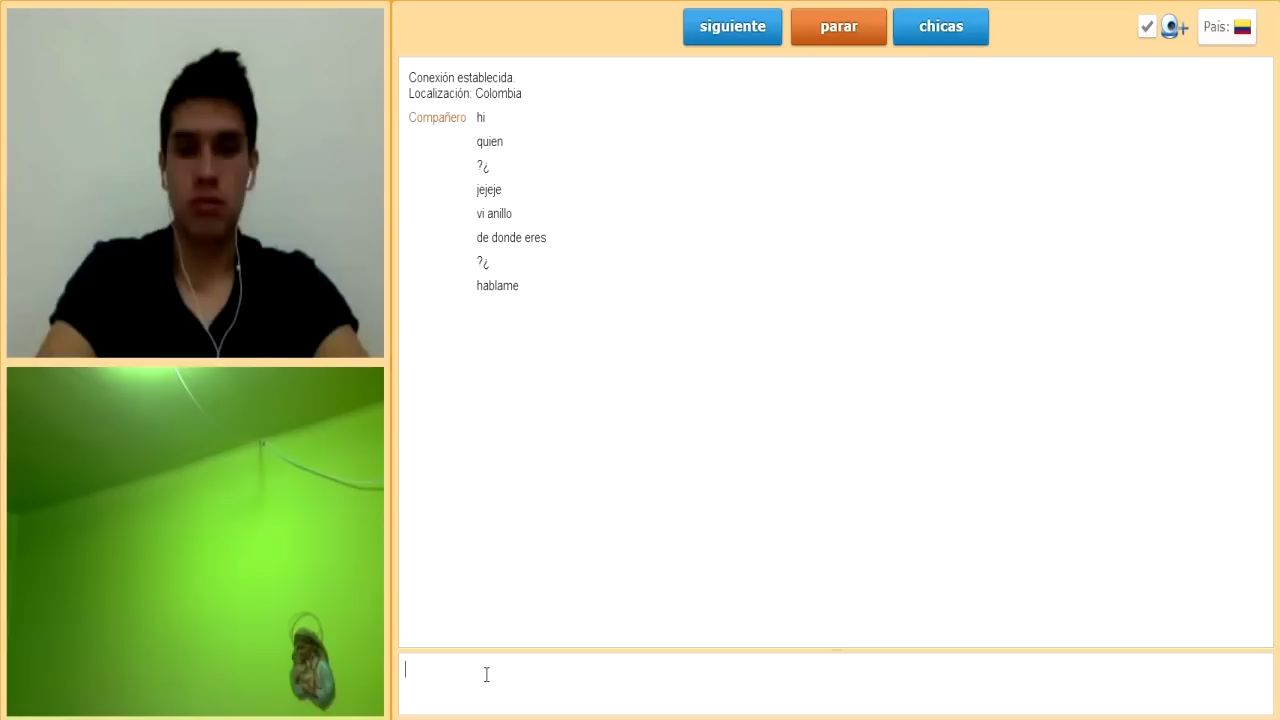 siguiente parar chicas País:
Conexión establecida.
Localización: Colombia
Compañero hi
quien
?¿
jejeje
vi anillo
de donde eres
?¿
hablame